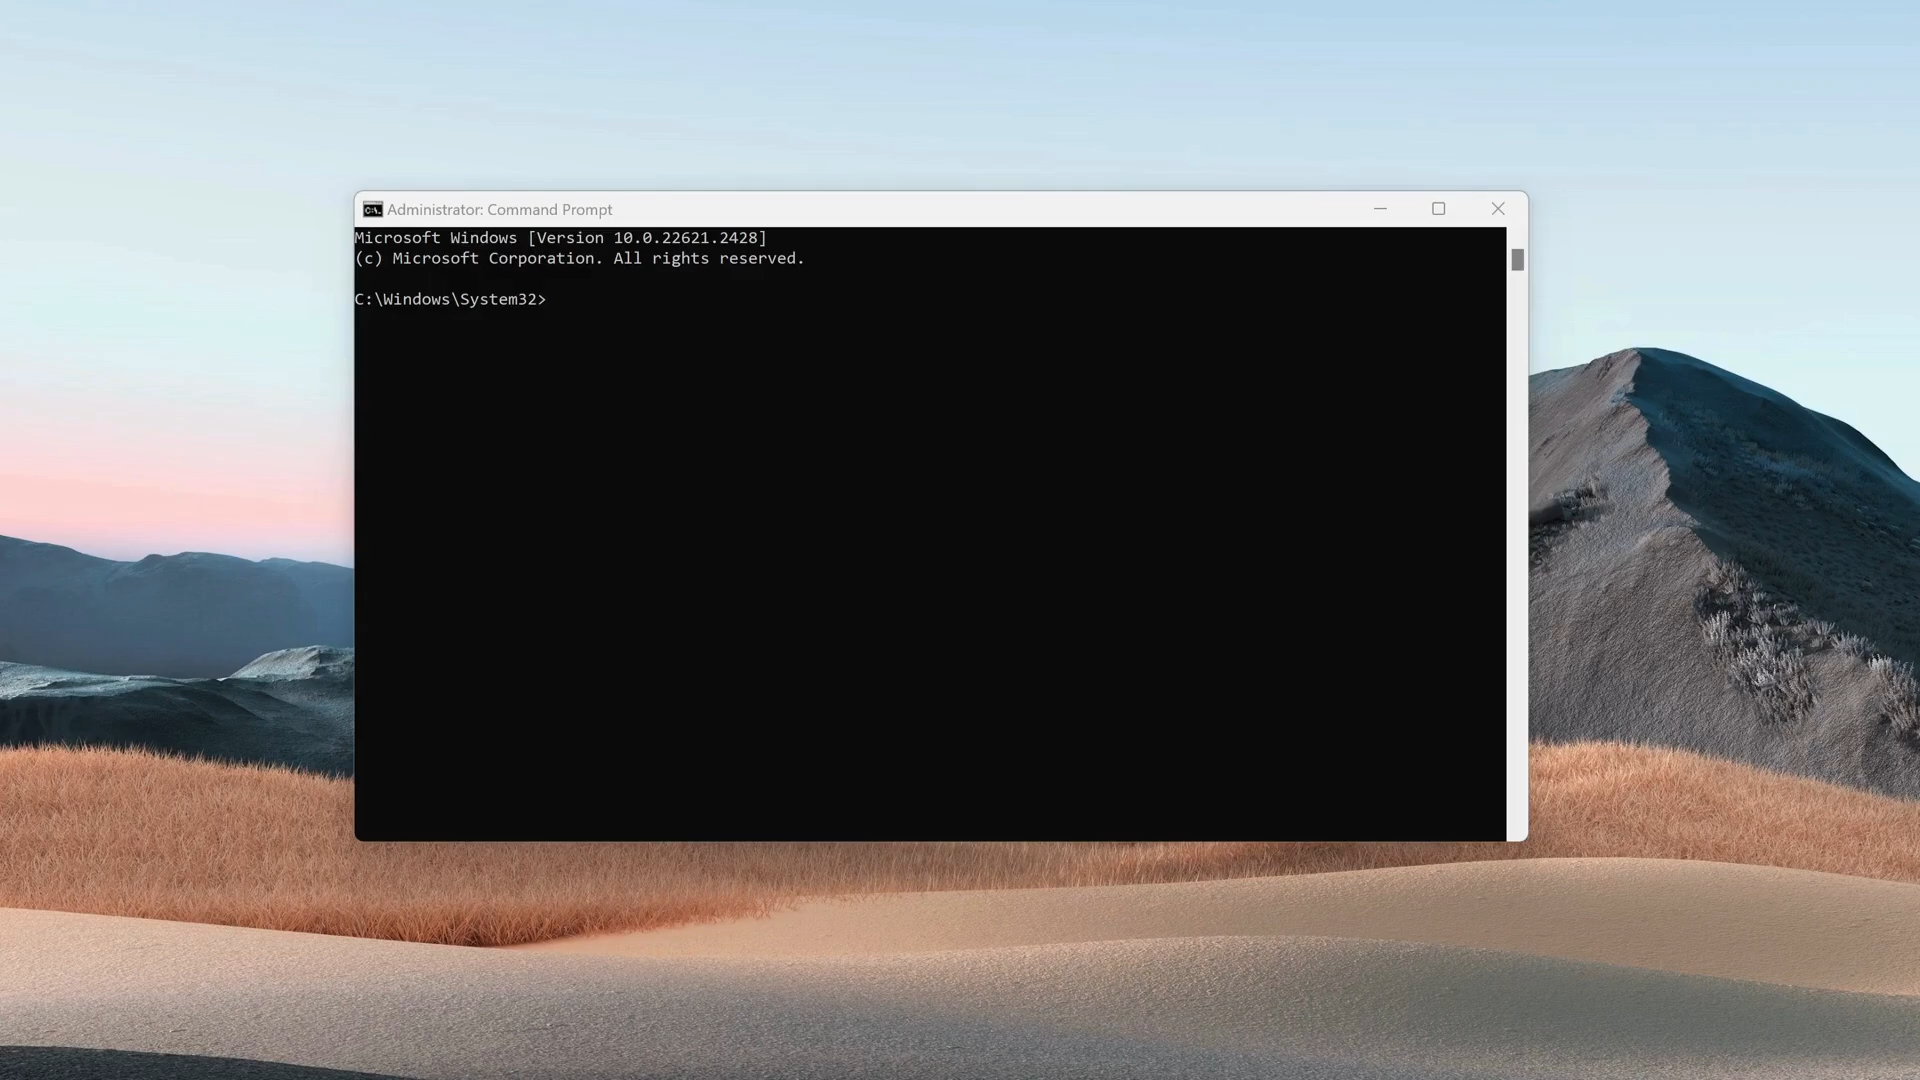 Administrator: Command Prompt
Microsoft Windows [Version 10.0.22621.2428]
(c) Microsoft Corporation. All rights reserved.
C:\Windows\System32>